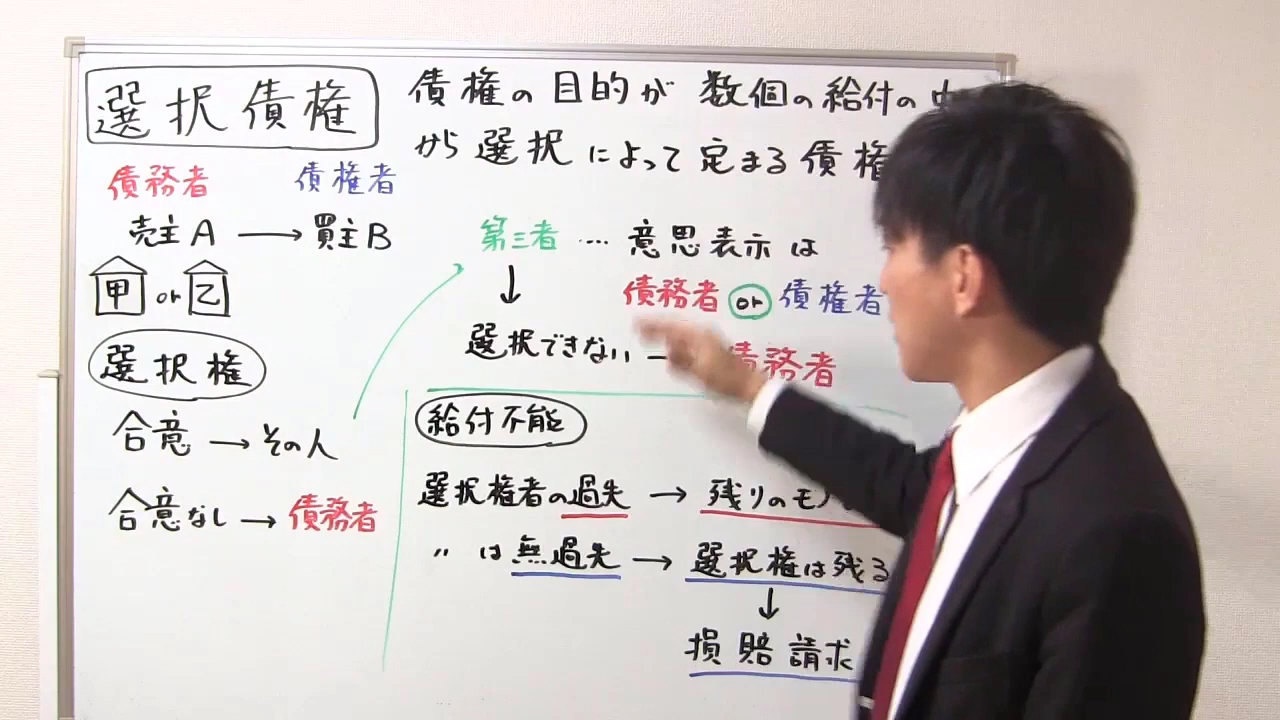 選択債権
債権の目的が 数個の給付の
から選択によって定まる債権
債務者 債権者
売主A → 買主B
甲 or 乙
選択権
合意 → その人
合意なし → 債務者
第三者 … 意思表示は
債務者 or 債権者
↓
選択できない 債務者
給付不能
選択権者の過失 → 残りのモノ
〃 は無過失 → 選択権は残る
↓
損賠請求